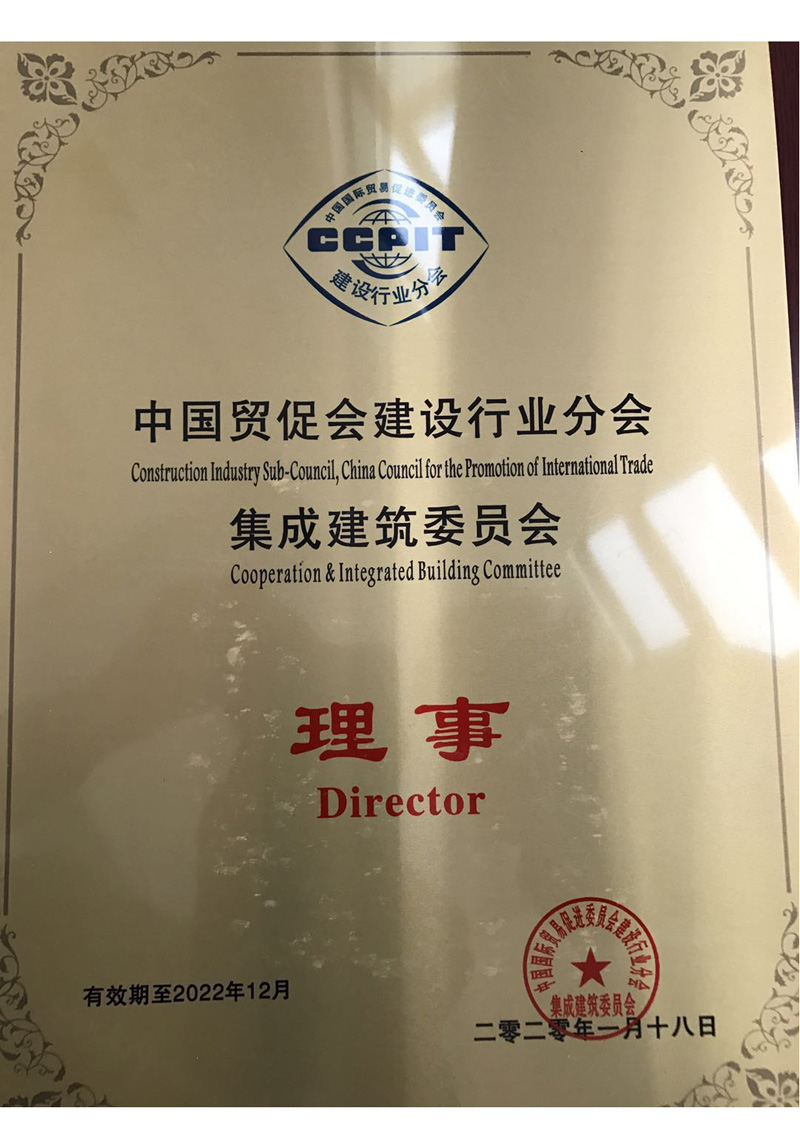 中国国际贸易促进委员会
CCPIT
建设行业分会
中国贸促会建设行业分会
Construction Industry Sub-Council, China Council for the Promotion of International Trade
集成建筑委员会
Cooperation & Integrated Building Committee
理事
Director
中国国际贸易促进委员会建设行业分会
集成建筑委员会
有效期至2022年12月
二零二零年一月十八日